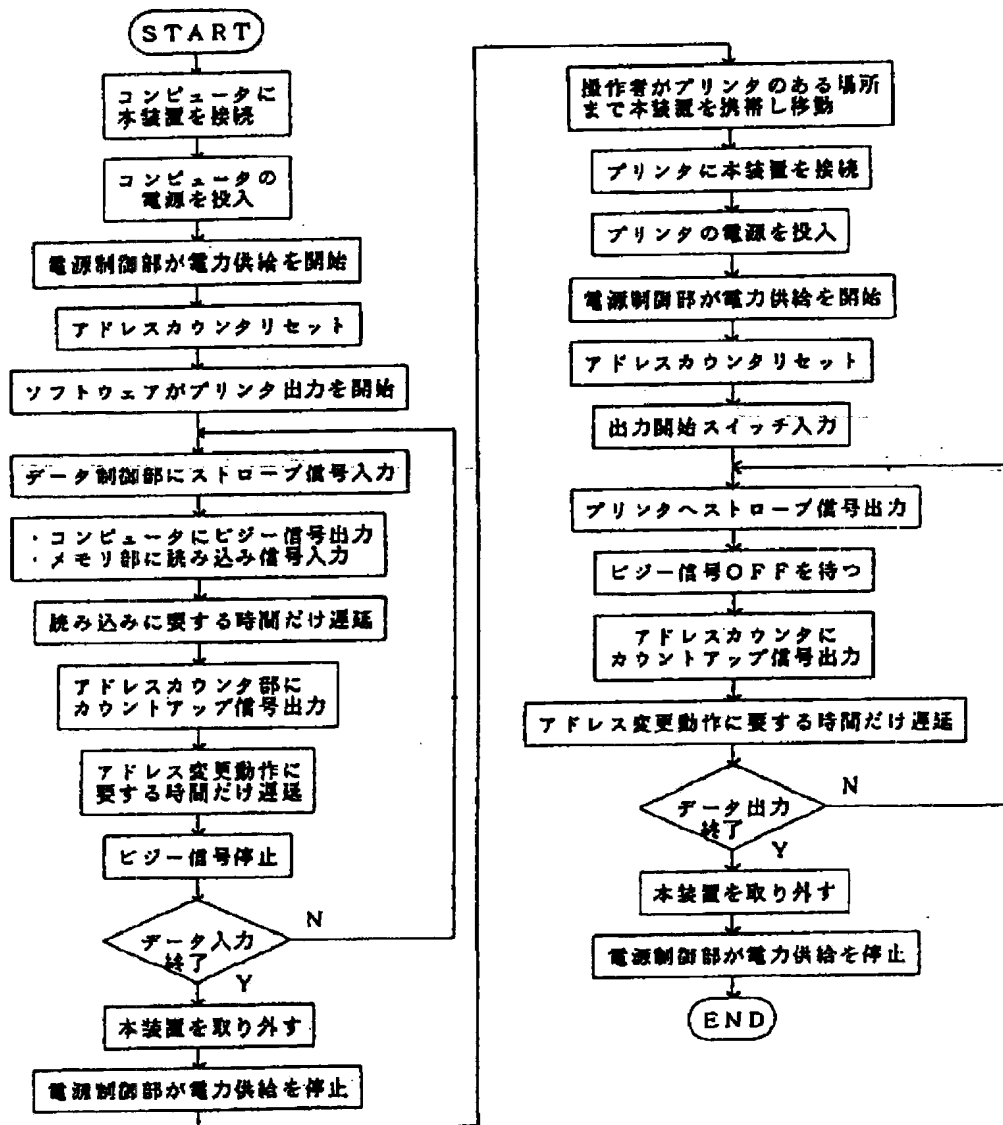 START
コンピュータに
本装置を接続
コンピュータの
電源を投入
電源制御部が電力供給を開始
アドレスカウンタリセット
ソフトウェアがプリンタ出力を開始
データ制御部にストローブ信号入力
・コンピュータにビジー信号出力
・メモリ部に読み込み信号入力
読み込みに要する時間だけ遅延
アドレスカウンタ部に
カウントアップ信号出力
アドレス変更動作に
要する時間だけ遅延
ビジー信号停止
データ入力
終了
N
Y
本装置を取り外す
電源制御部が電力供給を停止
操作者がプリンタのある場所
まで本装置を携帯し移動
プリンタに本装置を接続
プリンタの電源を投入
電源制御部が電力供給を開始
アドレスカウンタリセット
出力開始スイッチ入力
プリンタへストローブ信号出力
ビジー信号OFFを待つ
アドレスカウンタに
カウントアップ信号出力
アドレス変更動作に要する時間だけ遅延
データ出力
終了
N
Y
本装置を取り外す
電源制御部が電力供給を停止
END